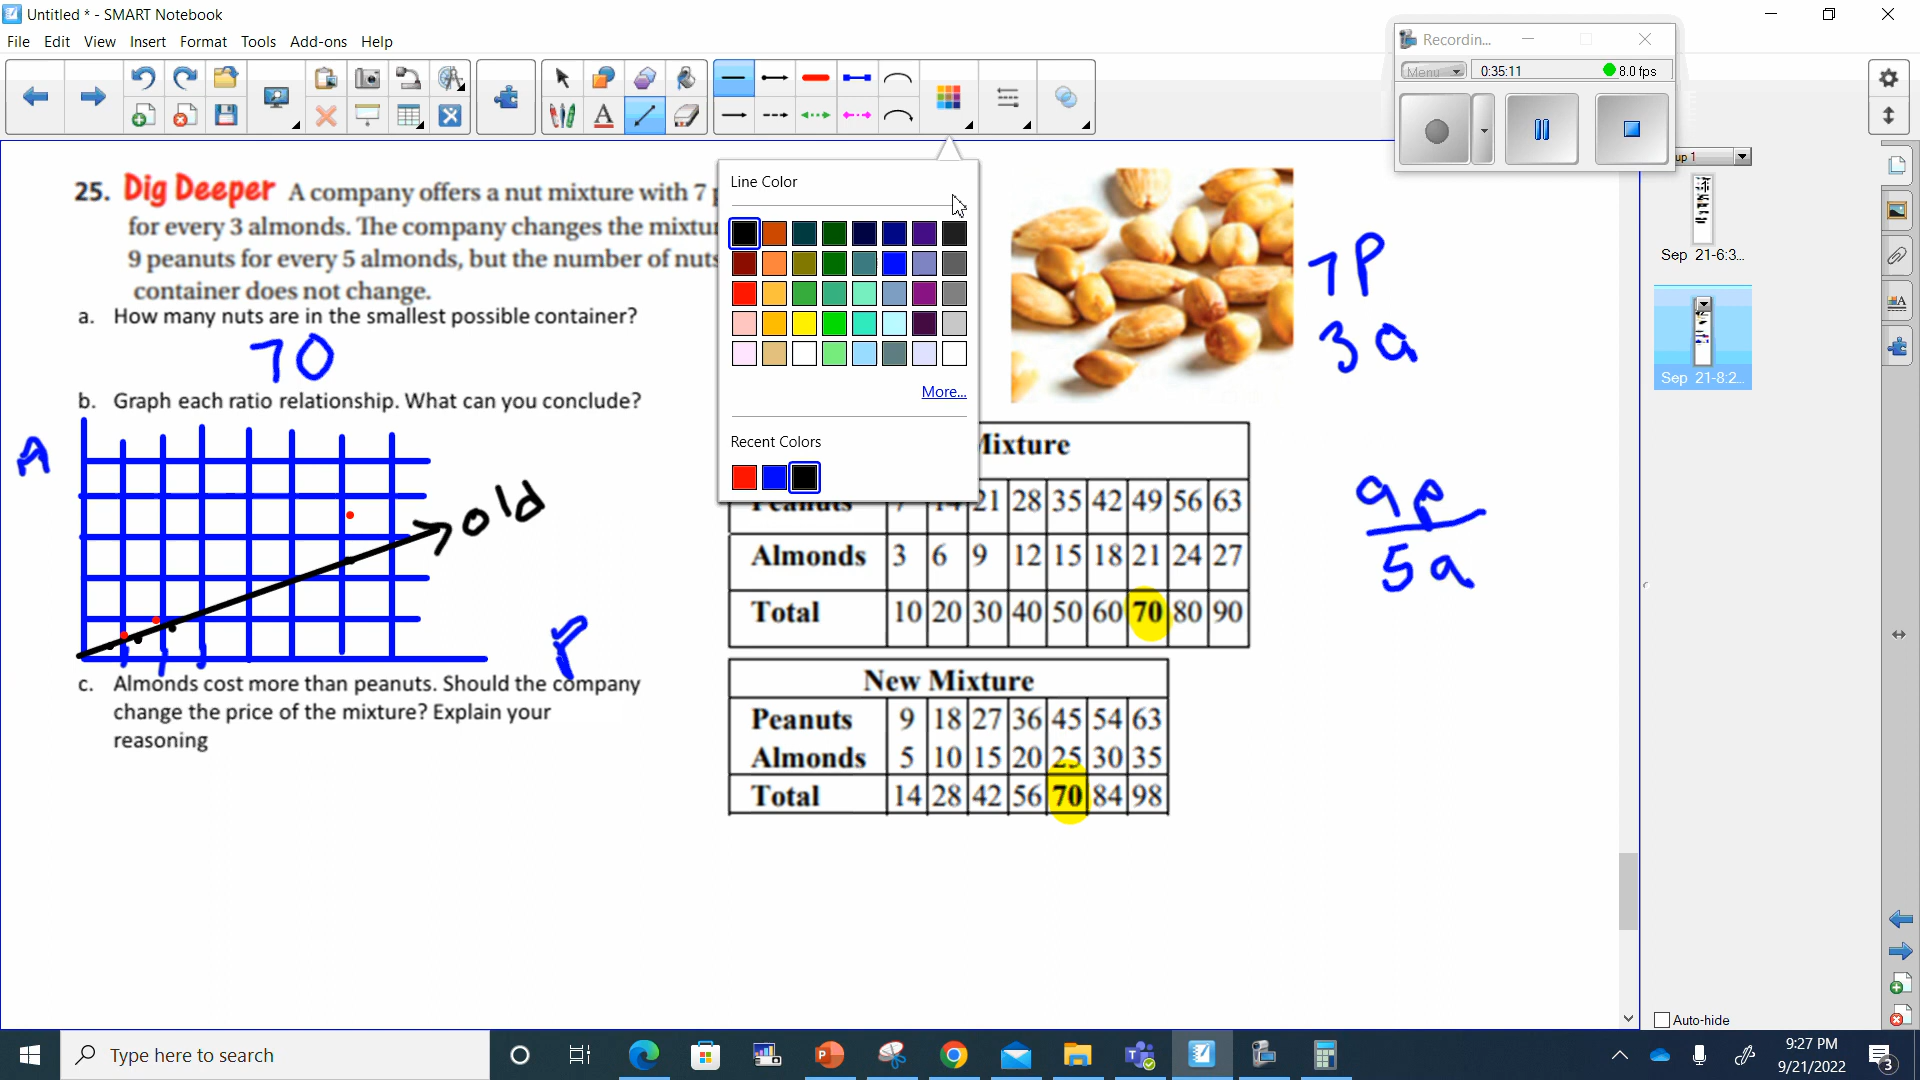 Untitled * - SMART Notebook
File Edit View Insert Format Tools Add-ons Help
Recordin...
Menu 0:35:11 8.0 fps
up 1
25. Dig Deeper A company offers a nut mixture with 7 p
for every 3 almonds. The company changes the mixtur
9 peanuts for every 5 almonds, but the number of nuts
container does not change.
a. How many nuts are in the smallest possible container?
70
b. Graph each ratio relationship. What can you conclude?
A
old
P
c. Almonds cost more than peanuts. Should the company
change the price of the mixture? Explain your
reasoning
Line Color
More...
Recent Colors
7P
3a
9P
5a
Mixture
Peanuts 7 14 21 28 35 42 49 56 63
Almonds 3 6 9 12 15 18 21 24 27
Total 10 20 30 40 50 60 70 80 90
New Mixture
Peanuts 9 18 27 36 45 54 63
Almonds 5 10 15 20 25 30 35
Total 14 28 42 56 70 84 98
Sep 21-6:3...
Sep 21-8:2...
Auto-hide
Type here to search
9:27 PM
9/21/2022
3